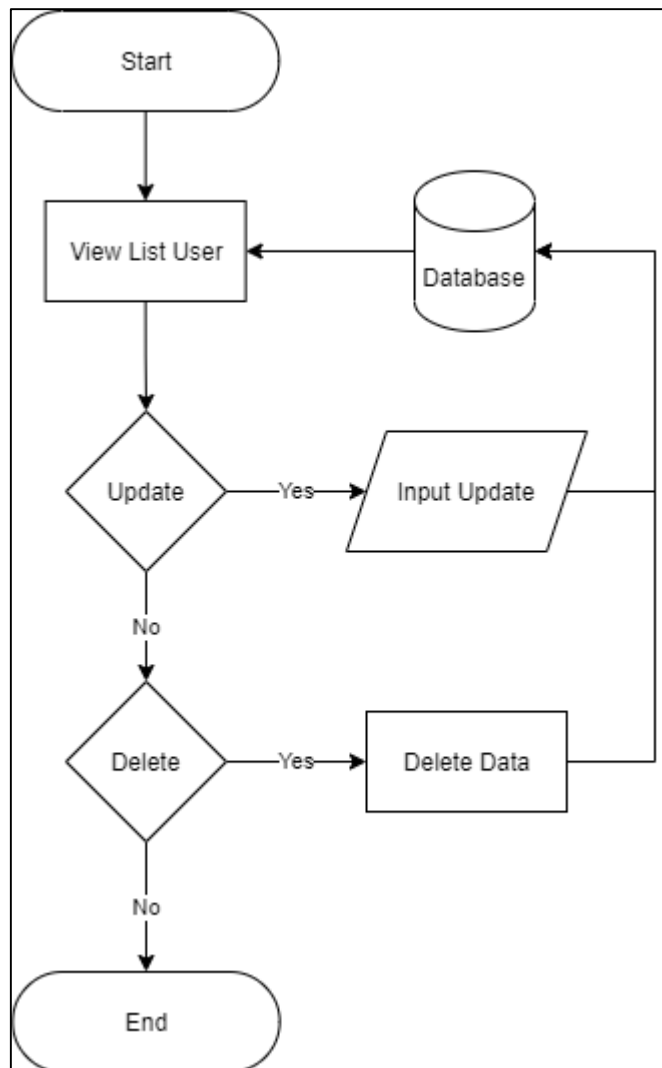 Start
View List User
Database
Update
Yes
Input Update
No
Delete
Yes
Delete Data
No
End